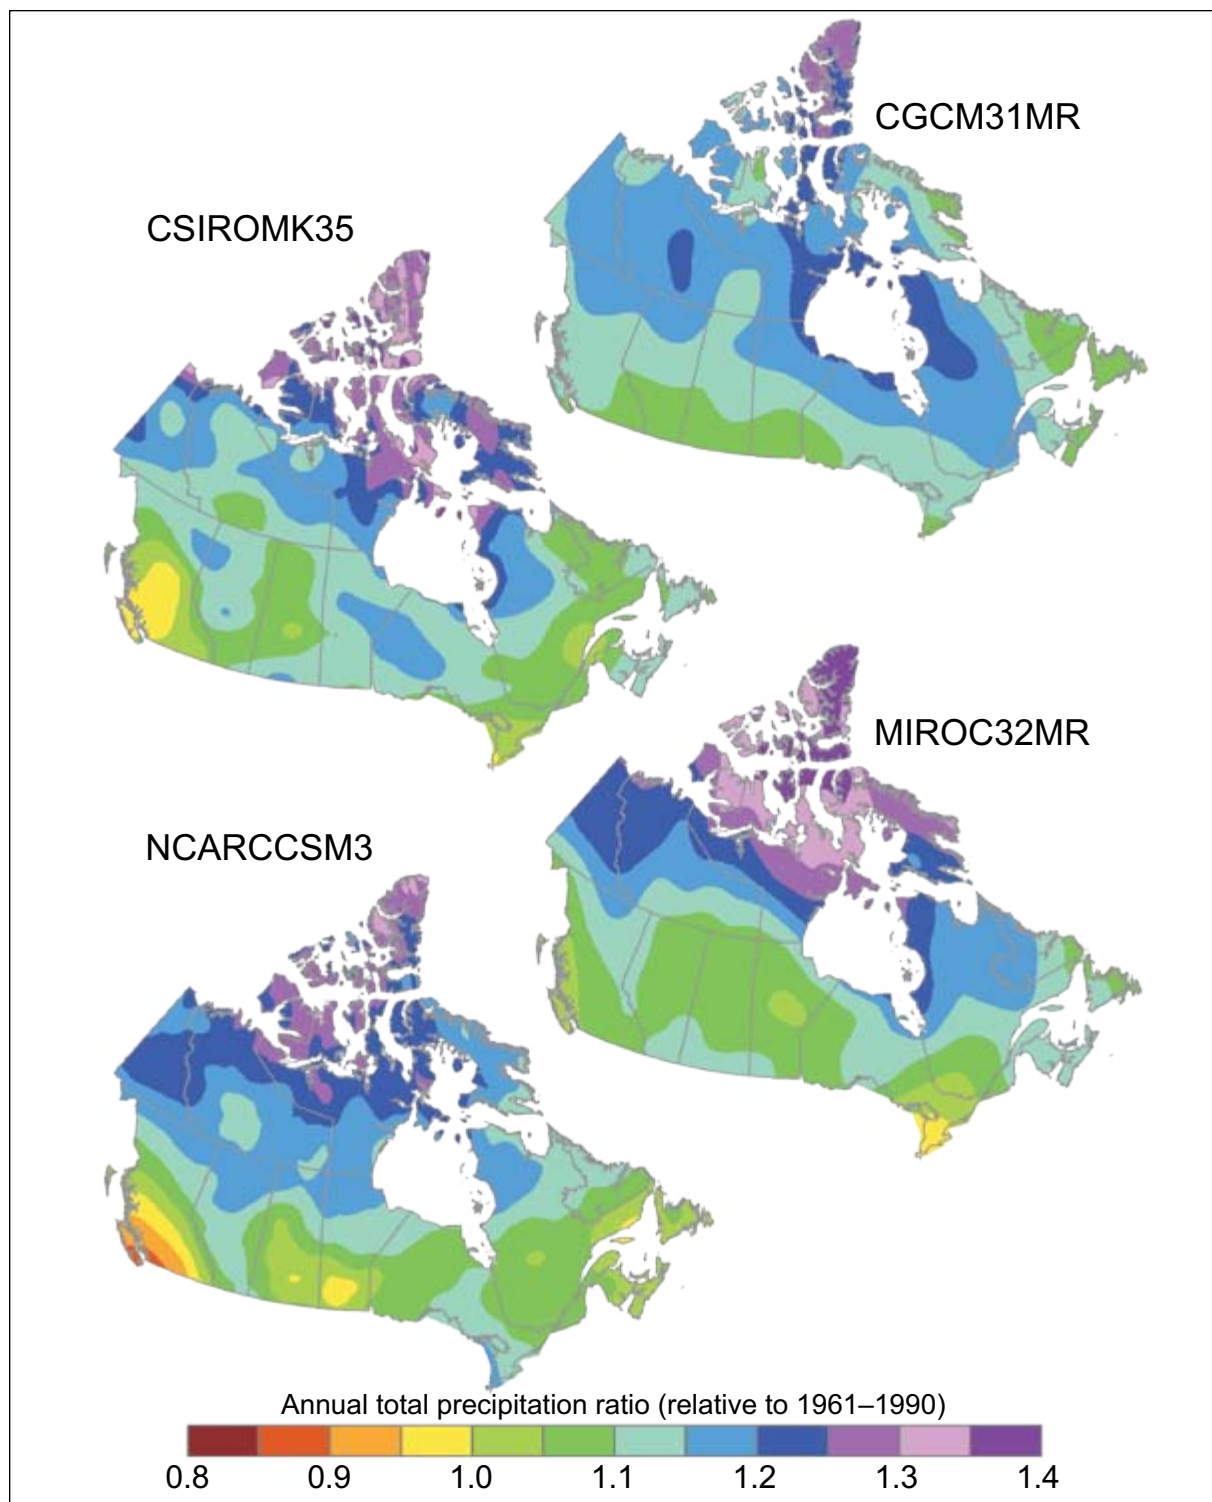 CGCM31MR
CSIROMK35
MIROC32MR
NCARCCSM3
Annual total precipitation ratio (relative to 1961–1990)
0.8 0.9 1.0 1.1 1.2 1.3 1.4